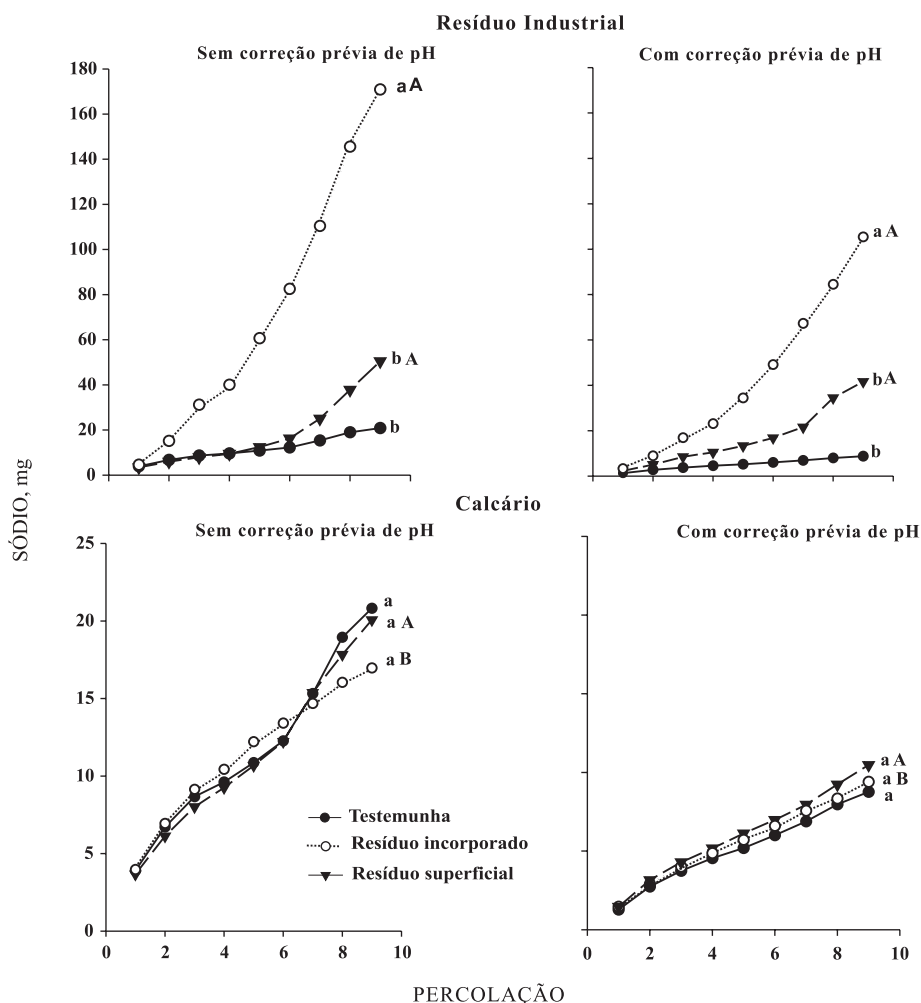 Resíduo Industrial
Sem correção prévia de pH
Com correção prévia de pH
180
160
140
120
100
80
60
40
20
0
a A
b A
b
a A
b A
b
SÓDIO, mg
Calcário
Sem correção prévia de pH
Com correção prévia de pH
25
20
15
10
5
0
a
a A
a B
a A
a B
a
Testemunha
Resíduo incorporado
Resíduo superficial
0 2 4 6 8 10
0 2 4 6 8 10
PERCOLAÇÃO